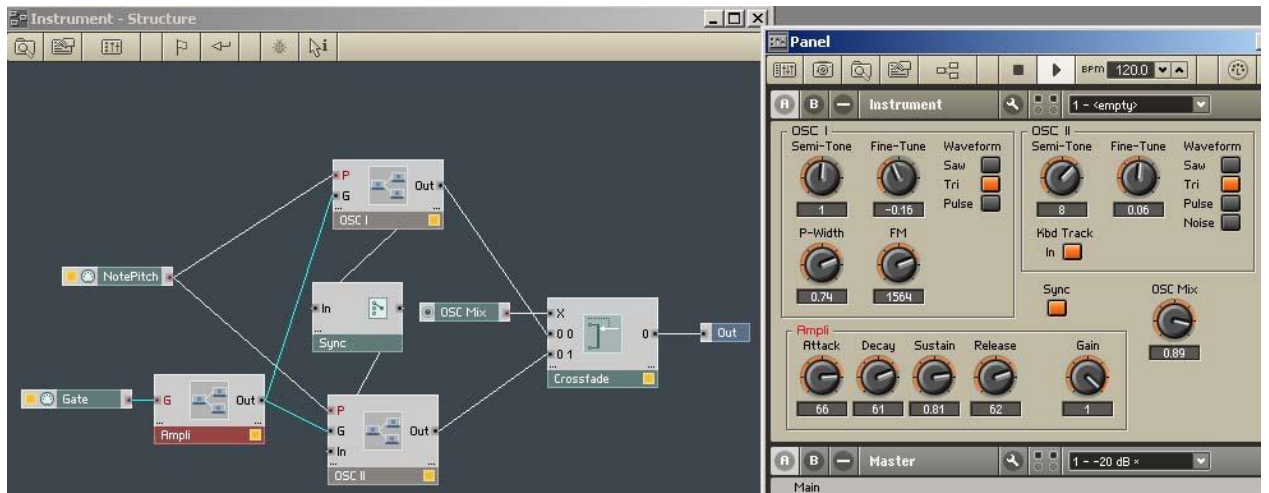 Instrument - Structure
P
G
Out
...
OSC I
NotePitch
In
...
Sync
OSC Mix
X
0 0
0 1
0
...
Crossfade
Out
Gate
G
Out
...
Ampli
P
G
In
Out
...
OSC II
Panel
BPM 120.0
A B Instrument 1 - <empty>
OSC I
Semi-Tone Fine-Tune Waveform
Saw
Tri
Pulse
1 -0.16
P-Width FM
0.74 1564
OSC II
Semi-Tone Fine-Tune Waveform
Saw
Tri
Pulse
Noise
8 0.06
Kbd Track
In
Sync OSC Mix
0.89
Ampli
Attack Decay Sustain Release Gain
66 61 0.81 62 1
A B Master 1 - -20 dB ×
Main